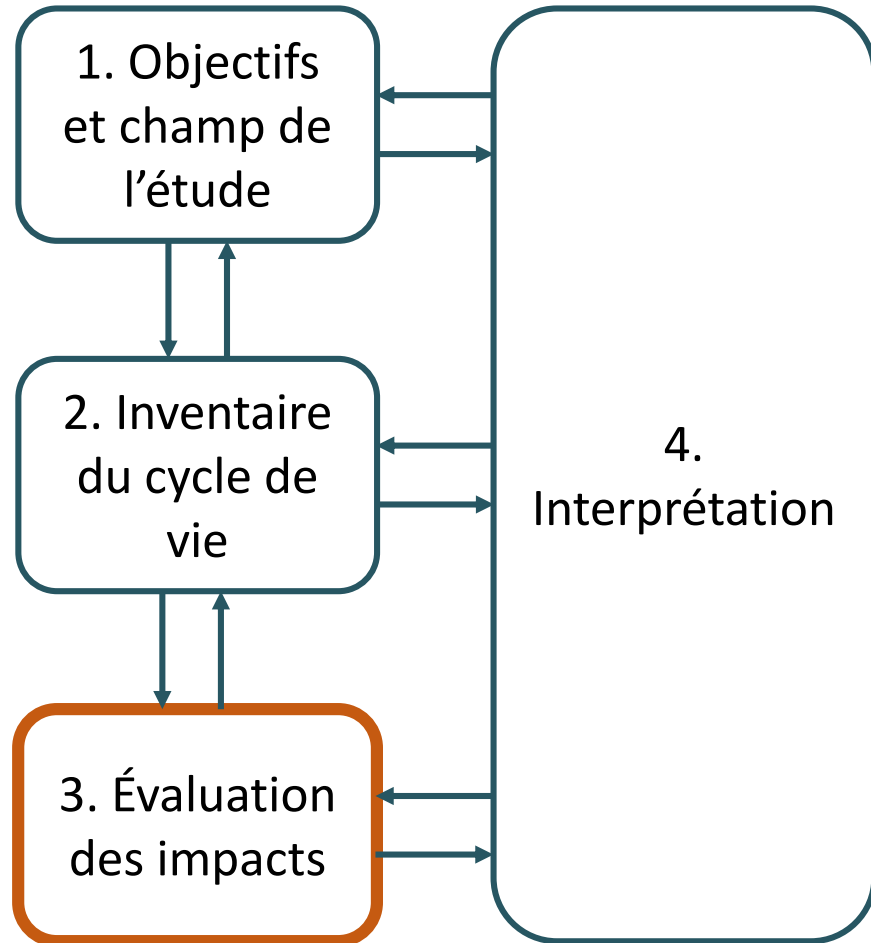 1. Objectifs
et champ de
l’étude
2. Inventaire
du cycle de
vie
3. Évaluation
des impacts
4.
Interprétation